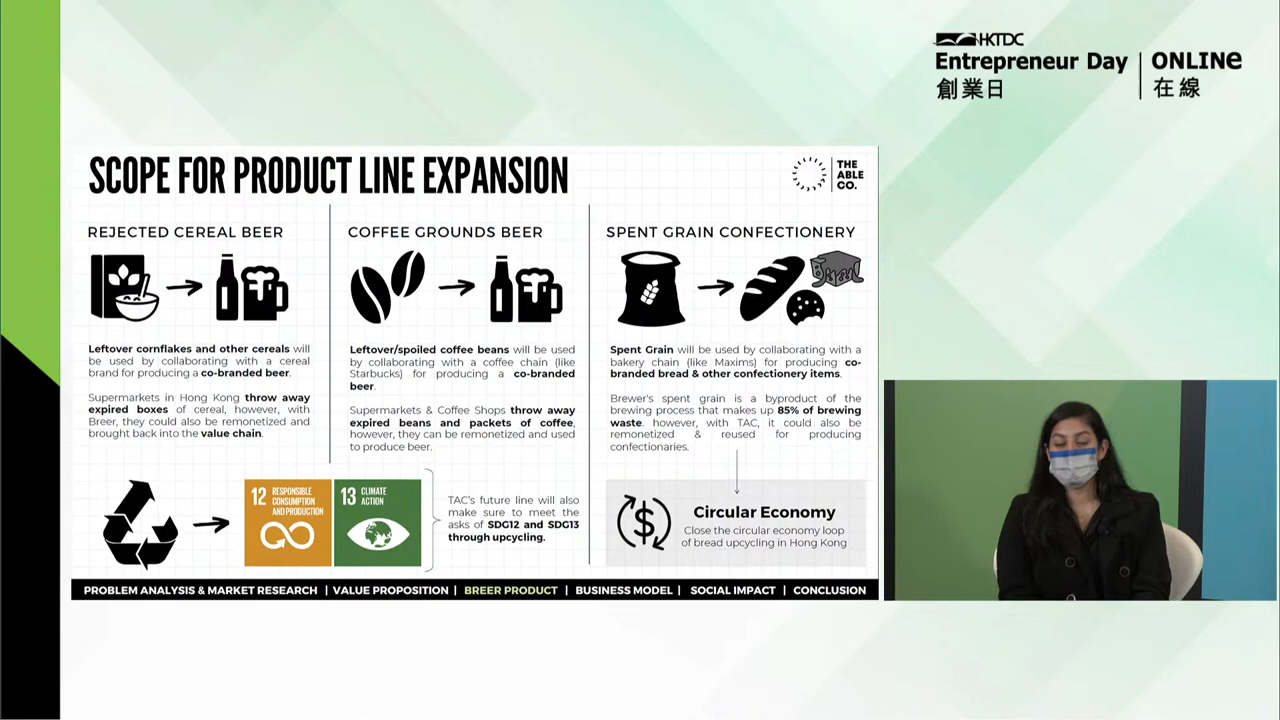 HKTDC
Entrepreneur Day
創業日
ONLINe
在線
SCOPE FOR PRODUCT LINE EXPANSION
THE
ABLE
CO.
REJECTED CEREAL BEER
Leftover cornflakes and other cereals will
be used by collaborating with a cereal
brand for producing a co-branded beer.
Supermarkets in Hong Kong throw away
expired boxes of cereal, however, with
Breer, they could also be remonetized and
brought back into the value chain.
COFFEE GROUNDS BEER
Leftover/spoiled coffee beans will be used
by collaborating with a coffee chain (like
Starbucks) for producing a co-branded
beer.
Supermarkets & Coffee Shops throw away
expired beans and packets of coffee,
however, they can be remonetized and used
to produce beer.
SPENT GRAIN CONFECTIONERY
Spent Grain will be used by collaborating with a
bakery chain (like Maxims) for producing co-
branded bread & other confectionery items.
Brewer's spent grain is a byproduct of the
brewing process that makes up 85% of brewing
waste. however, with TAC, it could also be
remonetized & reused for producing
confectionaries.
12 RESPONSIBLE
CONSUMPTION
AND PRODUCTION
13 CLIMATE
ACTION
TAC's future line will also
make sure to meet the
asks of SDG12 and SDG13
through upcycling.
$
Circular Economy
Close the circular economy loop
of bread upcycling in Hong Kong
PROBLEM ANALYSIS & MARKET RESEARCH | VALUE PROPOSITION | BREER PRODUCT | BUSINESS MODEL | SOCIAL IMPACT | CONCLUSION